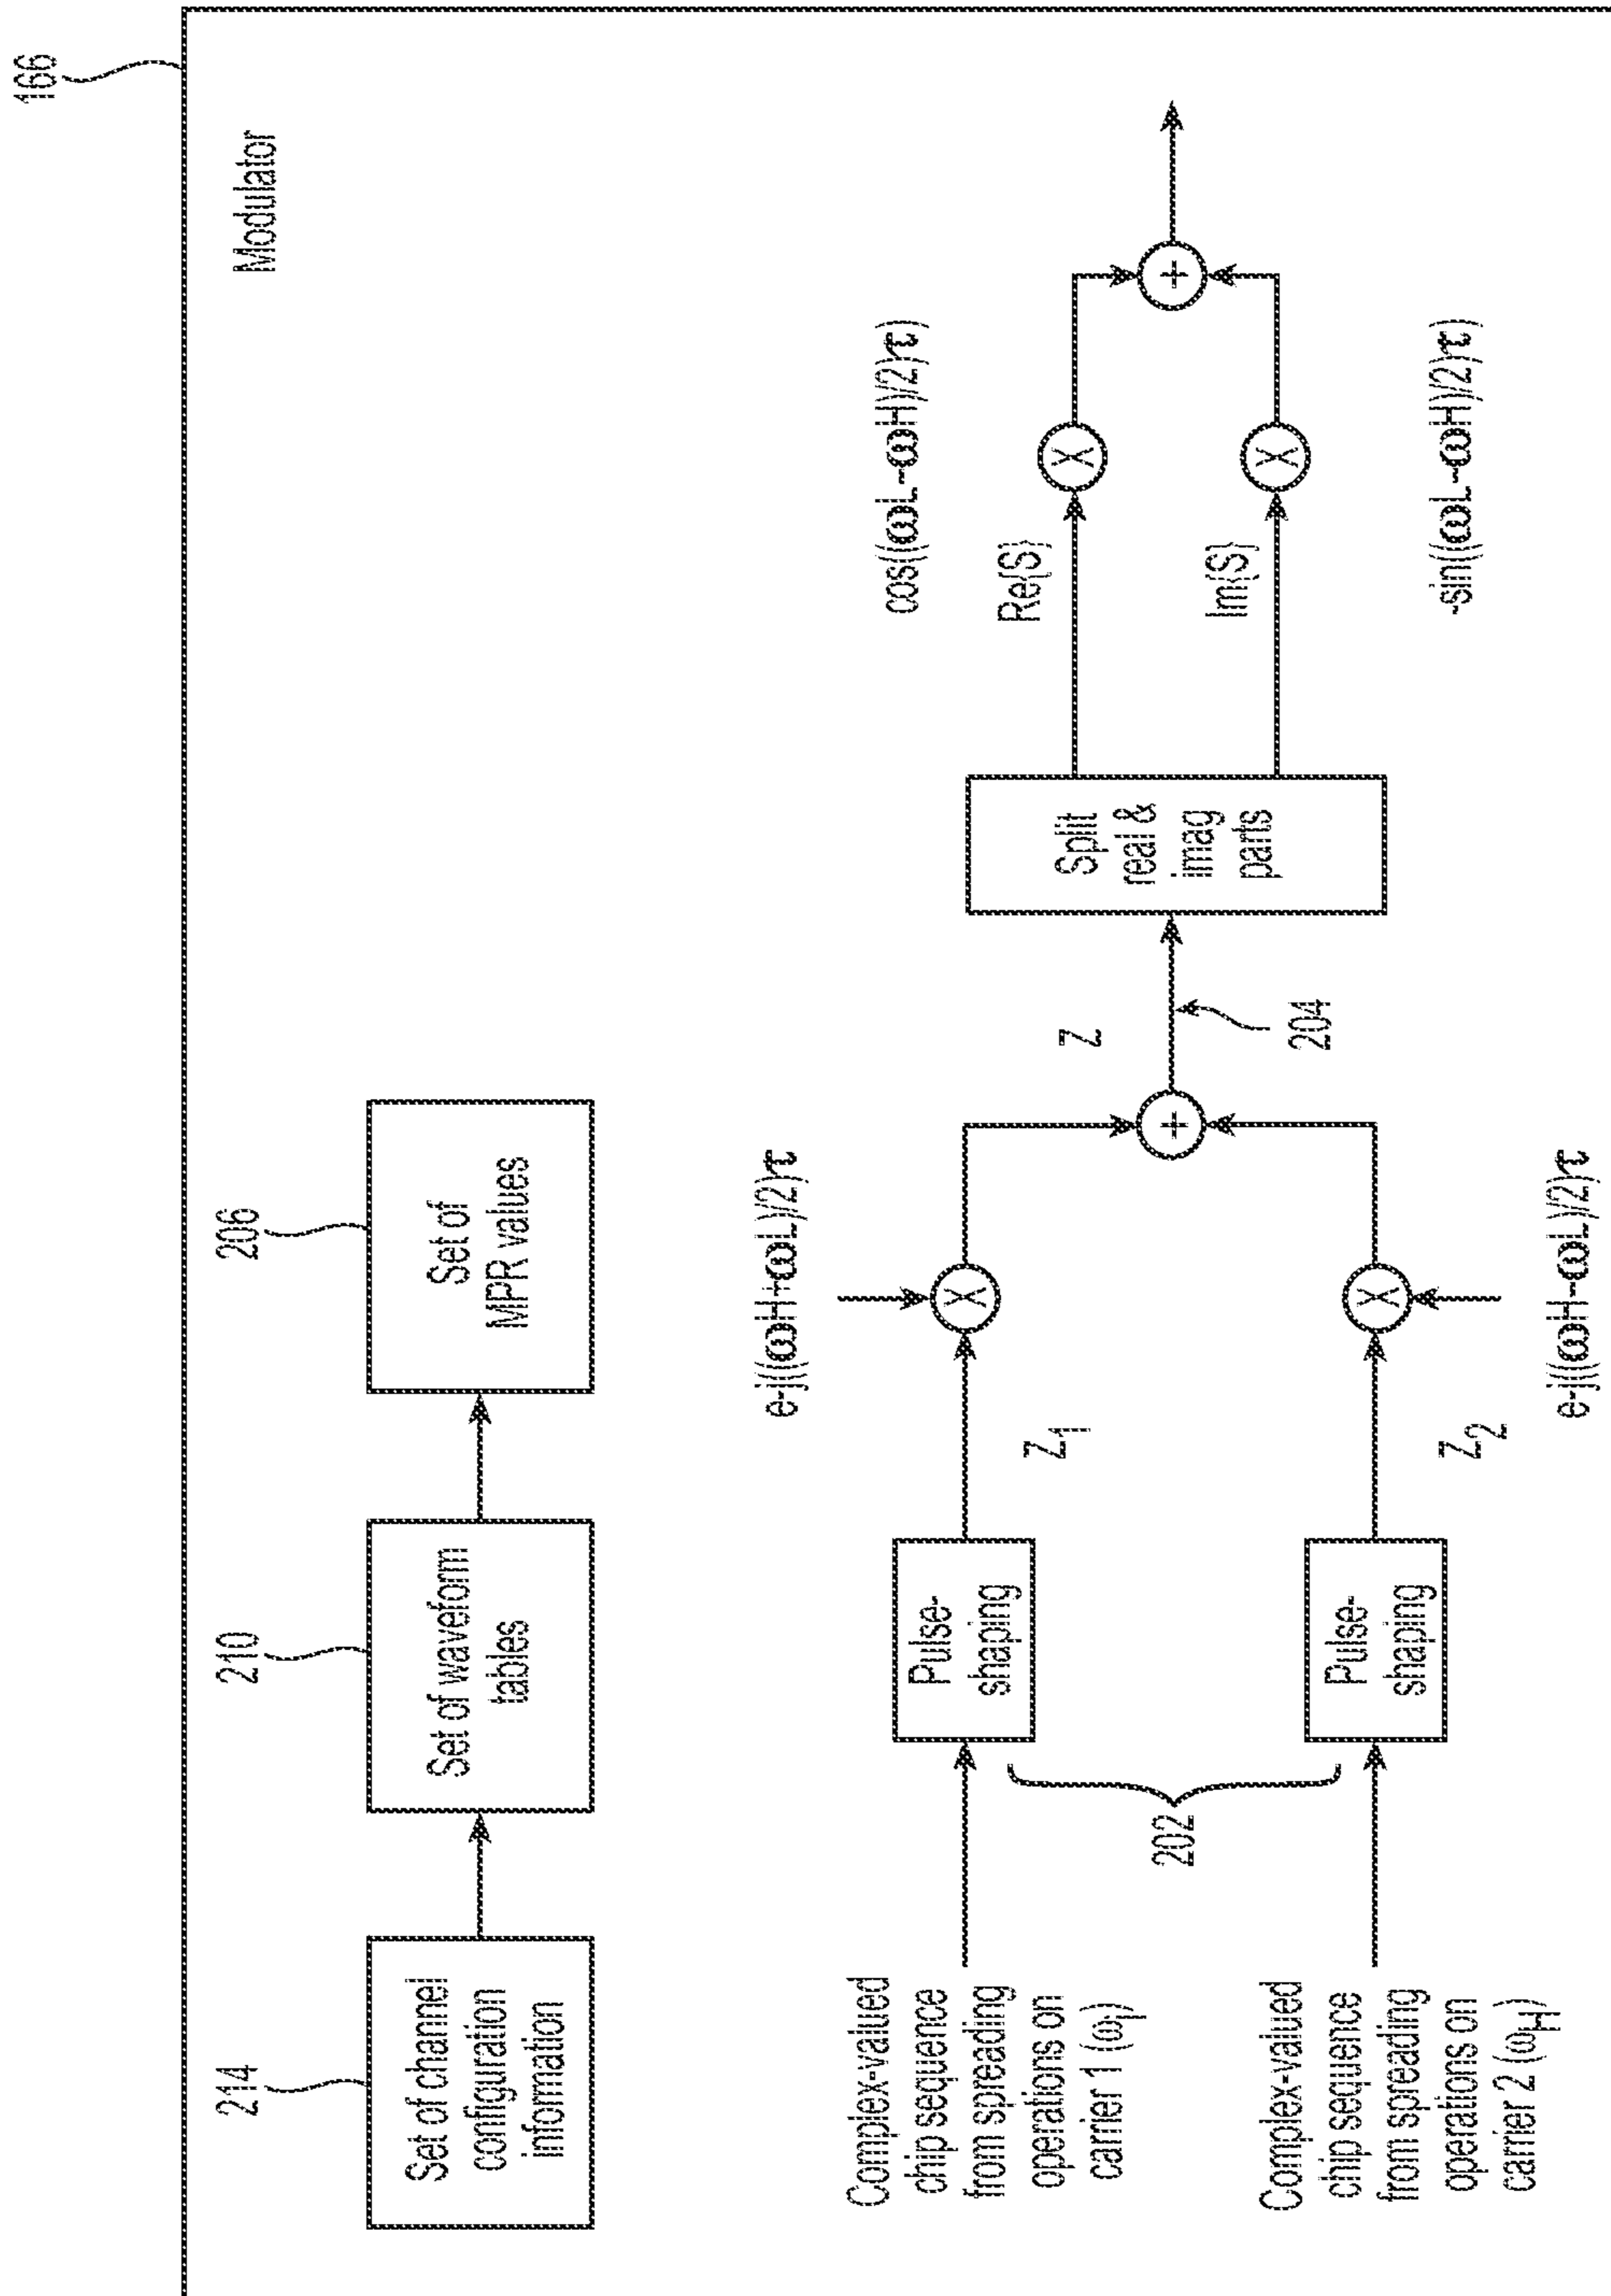 166
Modulator
214
Set of channel
configuration
information
210
Set of waveform
tables
206
Set of
MPR values
Complex-valued
chip sequence
from spreading
operations on
carrier 1 (ωl)
Pulse-
shaping
Z1
e-j((ωH+ωL)/2)τ
X
202
Complex-valued
chip sequence
from spreading
operations on
carrier 2 (ωH)
Pulse-
shaping
Z2
e-j((ωH-ωL)/2)τ
X
+
Z
204
Split
real &
imag
parts
Re{S}
cos((ωL-ωH)/2)τ)
X
Im{S}
-sin((ωL-ωH)/2)τ)
X
+